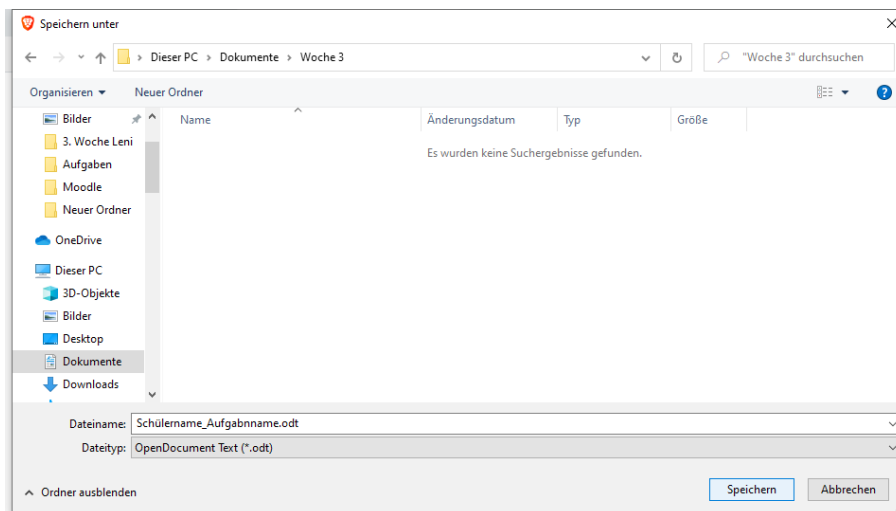 Speichern unter
Dieser PC > Dokumente > Woche 3
"Woche 3" durchsuchen
Organisieren
Neuer Ordner
Name
Änderungsdatum
Typ
Größe
Es wurden keine Suchergebnisse gefunden.
Bilder
3. Woche Leni
Aufgaben
Moodle
Neuer Ordner
OneDrive
Dieser PC
3D-Objekte
Bilder
Desktop
Dokumente
Downloads
Dateiname: Schülername_Aufgabnname.odt
Dateityp: OpenDocument Text (*.odt)
Ordner ausblenden
Speichern
Abbrechen